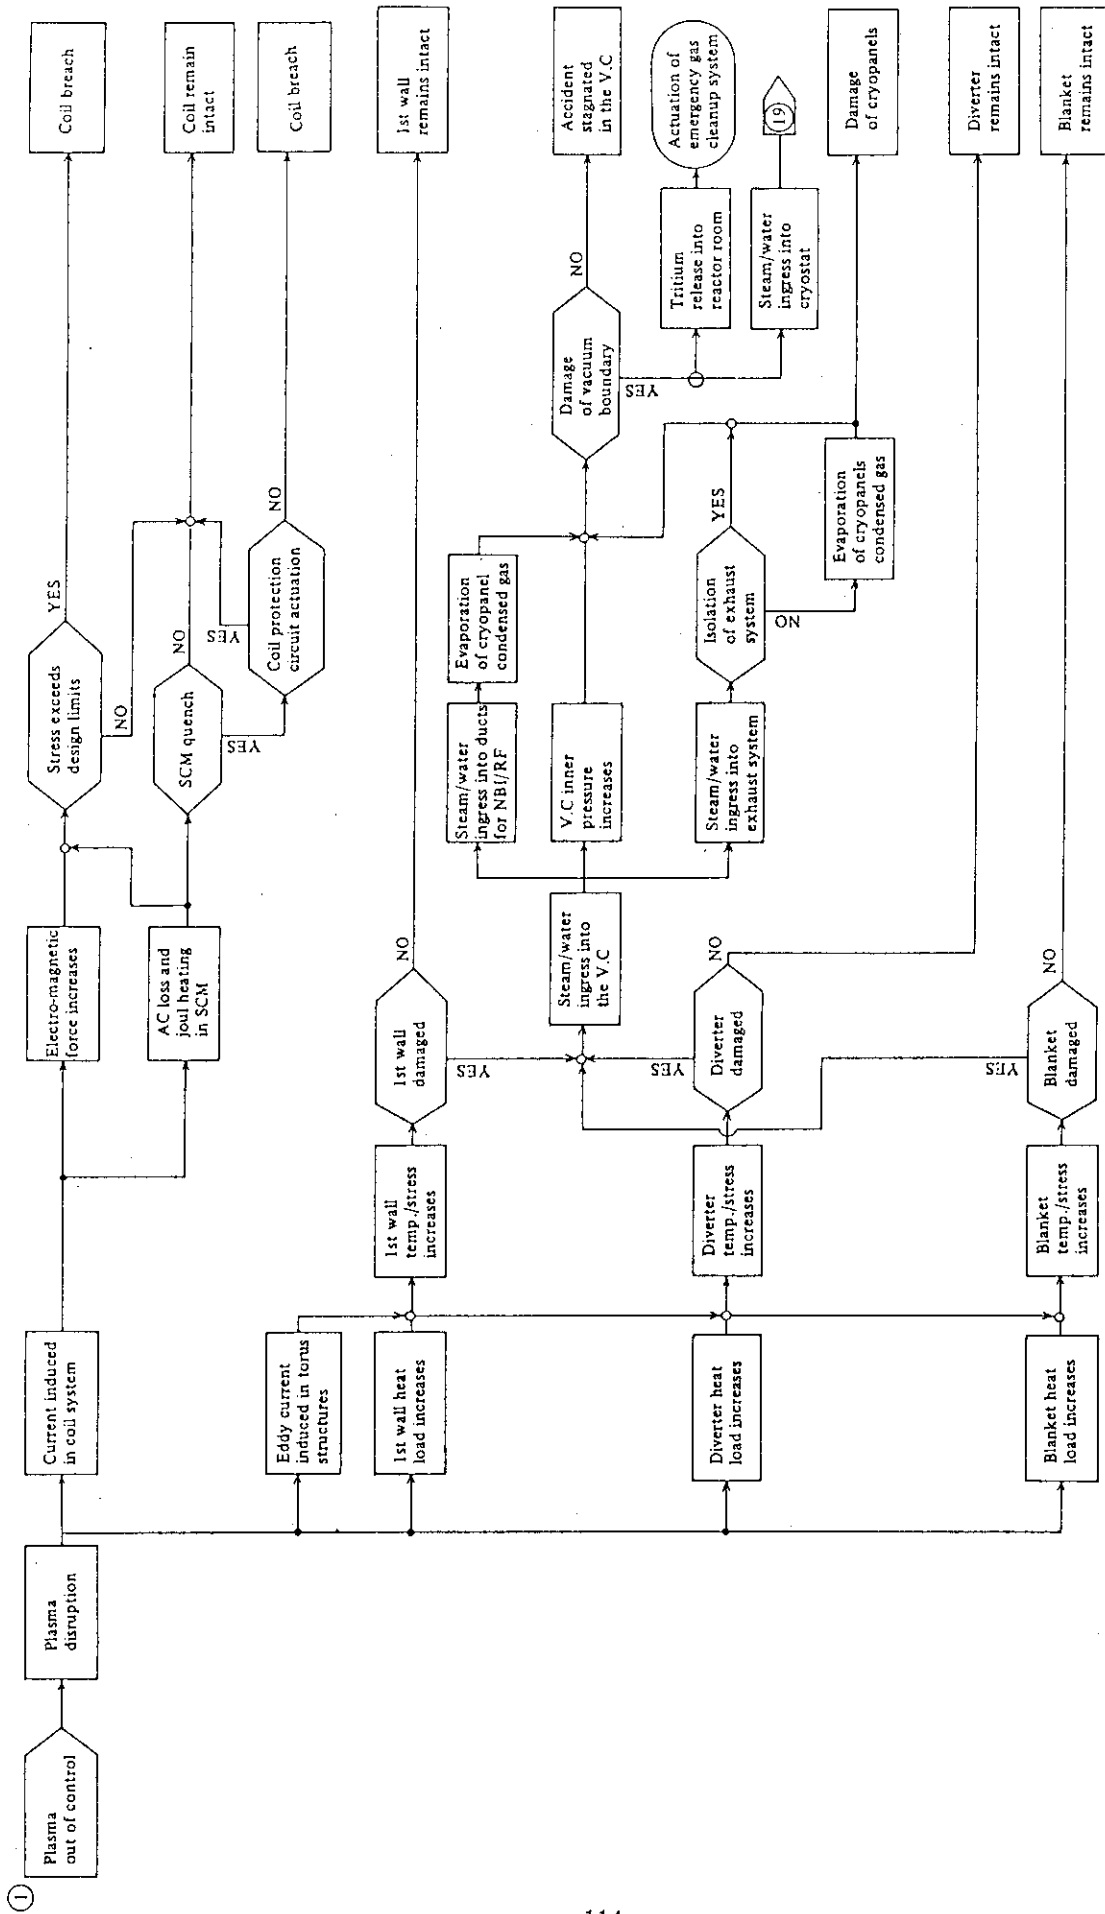 1
Plasma
out of control
Plasma
disruption
Current induced
in coil system
Electro-magnetic
force increases
Stress exceeds
design limits
YES
NO
Coil breach
AC loss and
joul heating
in SCM
SCM quench
NO
YES
Coil remain
intact
Coil protection
circuit actuation
YES
NO
Coil breach
Eddy current
induced in torus
structures
1st wall heat
load increases
1st wall
temp./stress
increases
1st wall
damaged
NO
YES
1st wall
remains intact
Steam/water
ingress into
the V.C
Steam/water
ingress into ducts
for NBI/RF
Evaporation
of cryopanel
condensed gas
V.C inner
pressure
increases
Damage
of vacuum
boundary
NO
YES
Accident
stagnated
in the V.C
Tritium
release into
reactor room
Actuation of
emergency gas
cleanup system
Steam/water
ingress into
cryostat
19
Steam/water
ingress into
exhaust system
Isolation
of exhaust
system
YES
NO
Evaporation
of cryopanels
condensed gas
Damage
of cryopanels
Diverter heat
load increases
Diverter
temp./stress
increases
Diverter
damaged
YES
NO
Diverter
remains intact
Blanket heat
load increases
Blanket
temp./stress
increases
Blanket
damaged
YES
NO
Blanket
remains intact